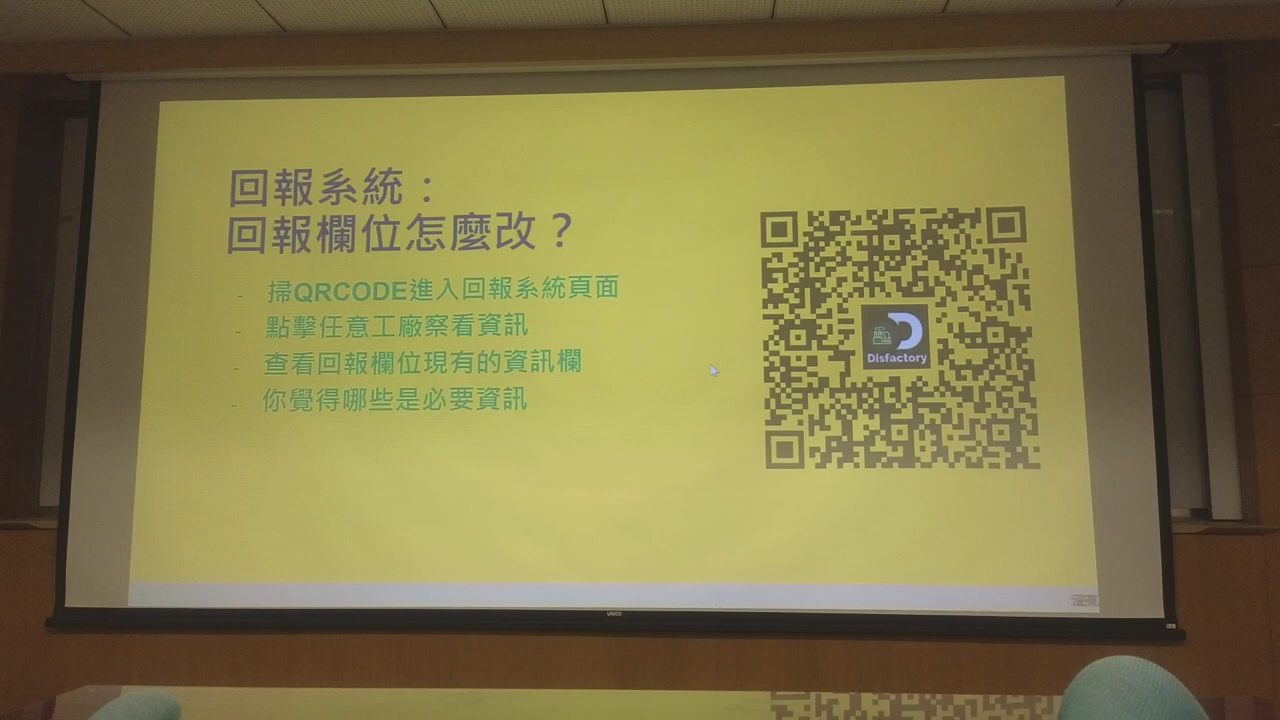 回報系統：
回報欄位怎麼改？
- 掃QRCODE進入回報系統頁面
- 點擊任意工廠察看資訊
- 查看回報欄位現有的資訊欄
- 你覺得哪些是必要資訊
Disfactory